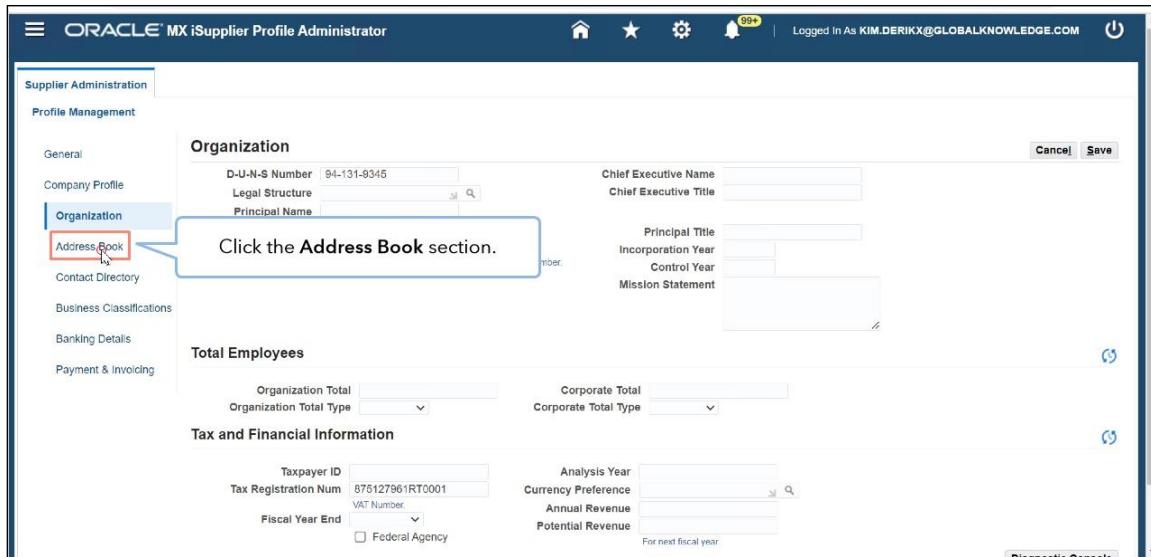 ORACLE MX iSupplier Profile Administrator
99+
Logged In As KIM.DERIKX@GLOBALKNOWLEDGE.COM
Supplier Administration
Profile Management
General
Company Profile
Organization
Address Book
Contact Directory
Business Classifications
Banking Details
Payment & Invoicing
Organization
Cancel Save
D-U-N-S Number 94-131-9345
Legal Structure
Principal Name
Chief Executive Name
Chief Executive Title
Principal Title
Incorporation Year
Control Year
Mission Statement
Click the Address Book section.
Total Employees
Organization Total
Organization Total Type
Corporate Total
Corporate Total Type
Tax and Financial Information
Taxpayer ID
Tax Registration Num 875127961RT0001
VAT Number.
Fiscal Year End
Federal Agency
Analysis Year
Currency Preference
Annual Revenue
Potential Revenue
For next fiscal year